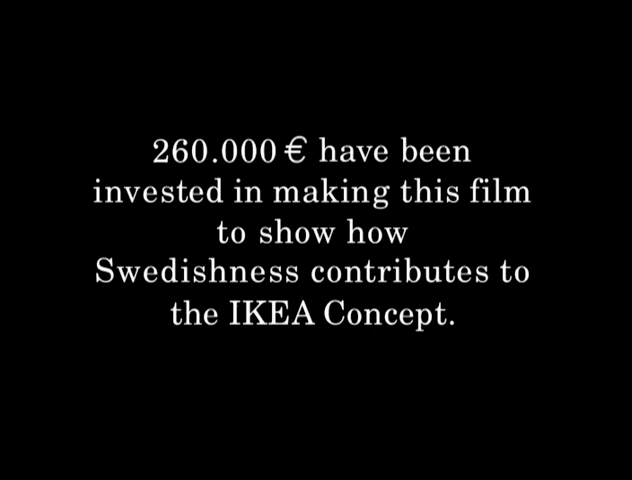 260.000 € have been
invested in making this film
to show how
Swedishness contributes to
the IKEA Concept.